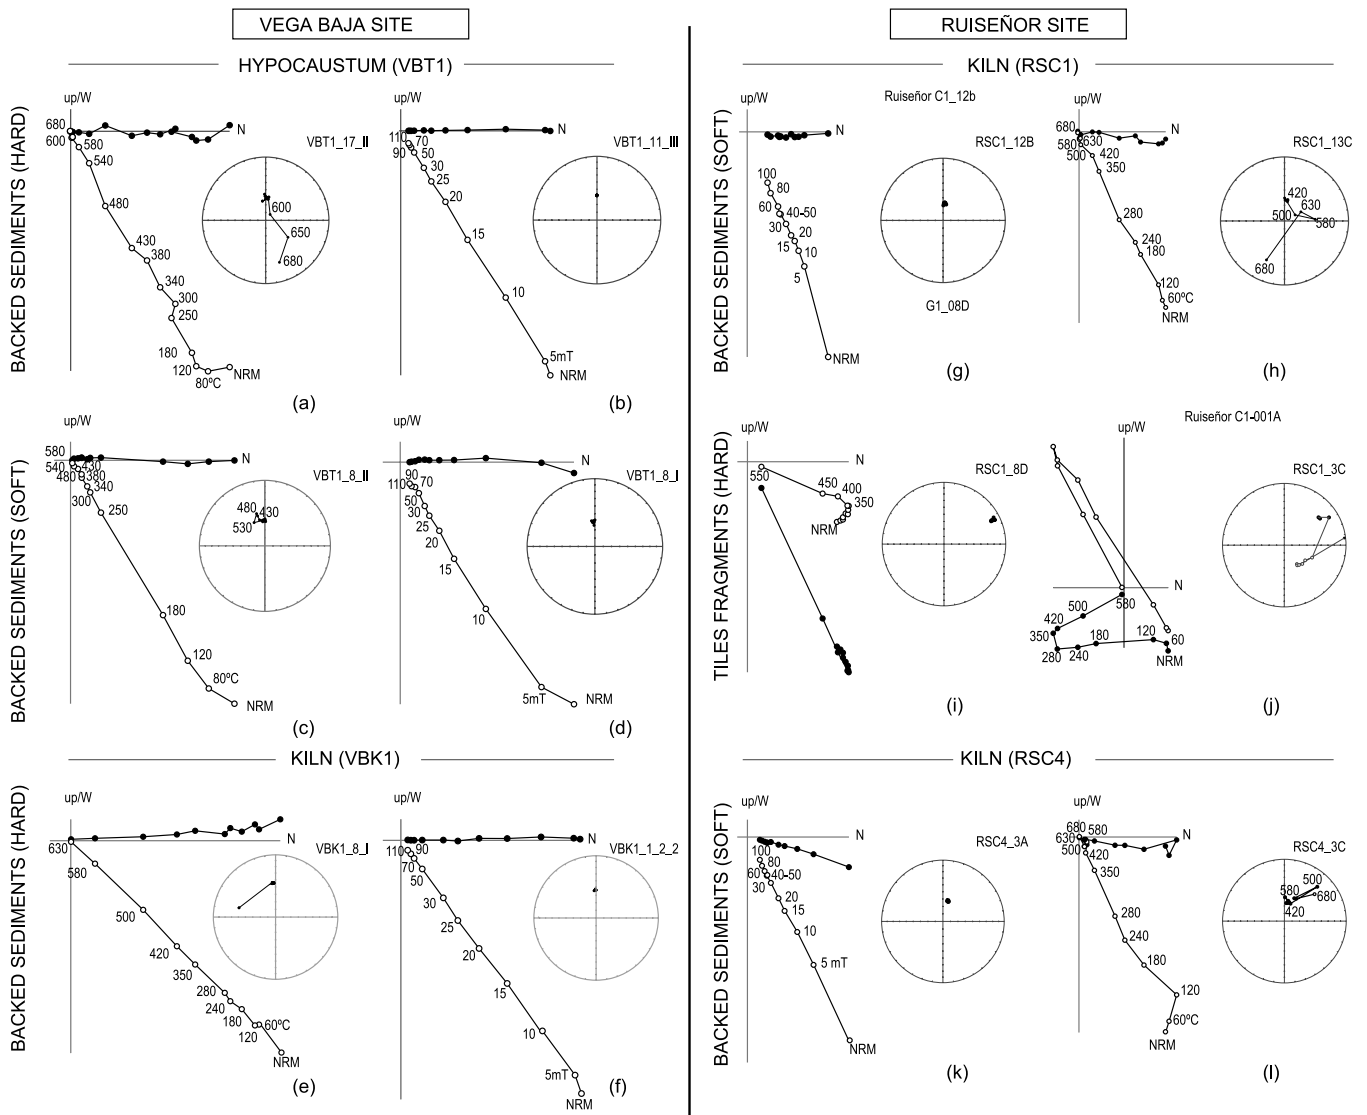 VEGA BAJA SITE
RUISEÑOR SITE
HYPOCAUSTUM (VBT1)
KILN (RSC1)
BACKED SEDIMENTS (HARD)
up/W
680
600
580
540
480
430
380
340
300
250
180
120
80ºC
NRM
N
VBT1_17_II
600
650
680
(a)
up/W
110
90
70
50
30
25
20
15
10
5mT
NRM
N
VBT1_11_III
(b)
BACKED SEDIMENTS (SOFT)
up/W
Ruiseñor C1_12b
RSC1_12B
100
80
60
40-50
30
20
15
10
5
NRM
G1_08D
(g)
up/W
680
630
580
500
420
350
280
240
180
120
60ºC
NRM
N
RSC1_13C
420
630
500
580
680
(h)
BACKED SEDIMENTS (SOFT)
up/W
580
540
430
480
380
340
300
250
180
120
80ºC
NRM
N
VBT1_8_II
480
430
530
(c)
up/W
90
110
70
50
30
25
20
15
10
5mT
NRM
N
VBT1_8_I
(d)
TILES FRAGMENTS (HARD)
up/W
N
550
450
400
350
NRM
RSC1_8D
(i)
Ruiseñor C1-001A
up/W
N
580
500
420
350
280
240
180
120
60
NRM
RSC1_3C
(j)
KILN (VBK1)
KILN (RSC4)
BACKED SEDIMENTS (HARD)
up/W
N
630
580
500
420
350
280
240
180
120
60ºC
NRM
VBK1_8_I
(e)
up/W
N
110
90
70
50
30
25
20
15
10
5mT
NRM
VBK1_1_2_2
(f)
BACKED SEDIMENTS (SOFT)
up/W
N
100
80
60
40-50
30
20
15
10
5 mT
NRM
RSC4_3A
(k)
up/W
N
680
630
580
500
420
350
280
240
180
120
60ºC
NRM
RSC4_3C
500
580
680
420
(l)